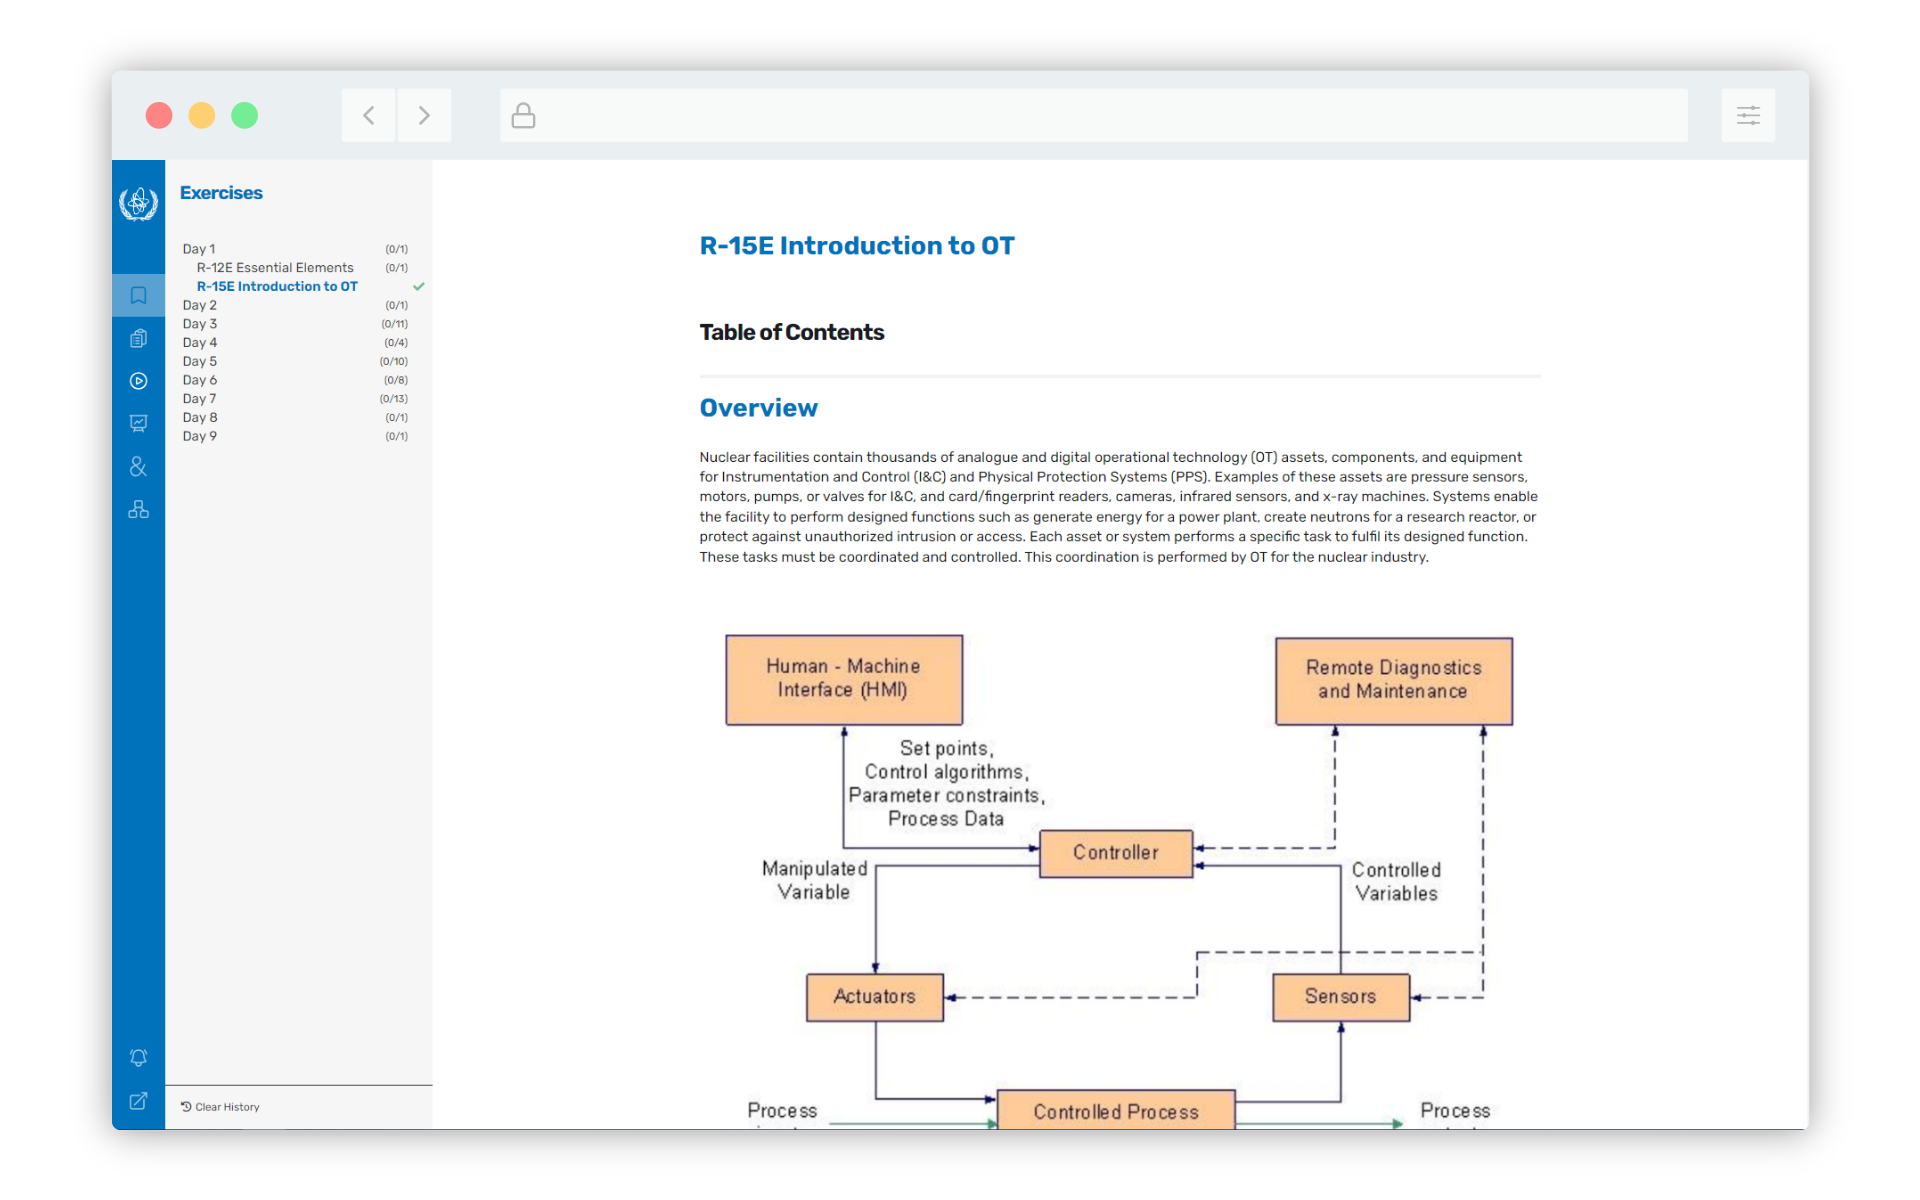 Exercises
Day 1 (0/1)
R-12E Essential Elements (0/1)
R-15E Introduction to OT
Day 2 (0/1)
Day 3 (0/11)
Day 4 (0/4)
Day 5 (0/10)
Day 6 (0/8)
Day 7 (0/13)
Day 8 (0/1)
Day 9 (0/1)
Clear History
R-15E Introduction to OT
Table of Contents
Overview
Nuclear facilities contain thousands of analogue and digital operational technology (OT) assets, components, and equipment
for Instrumentation and Control (I&C) and Physical Protection Systems (PPS). Examples of these assets are pressure sensors,
motors, pumps, or valves for I&C, and card/fingerprint readers, cameras, infrared sensors, and x-ray machines. Systems enable
the facility to perform designed functions such as generate energy for a power plant, create neutrons for a research reactor, or
protect against unauthorized intrusion or access. Each asset or system performs a specific task to fulfil its designed function.
These tasks must be coordinated and controlled. This coordination is performed by OT for the nuclear industry.
Human - Machine
Interface (HMI)
Remote Diagnostics
and Maintenance
Set points,
Control algorithms,
Parameter constraints,
Process Data
Controller
Manipulated
Variable
Controlled
Variables
Actuators
Sensors
Process
Controlled Process
Process